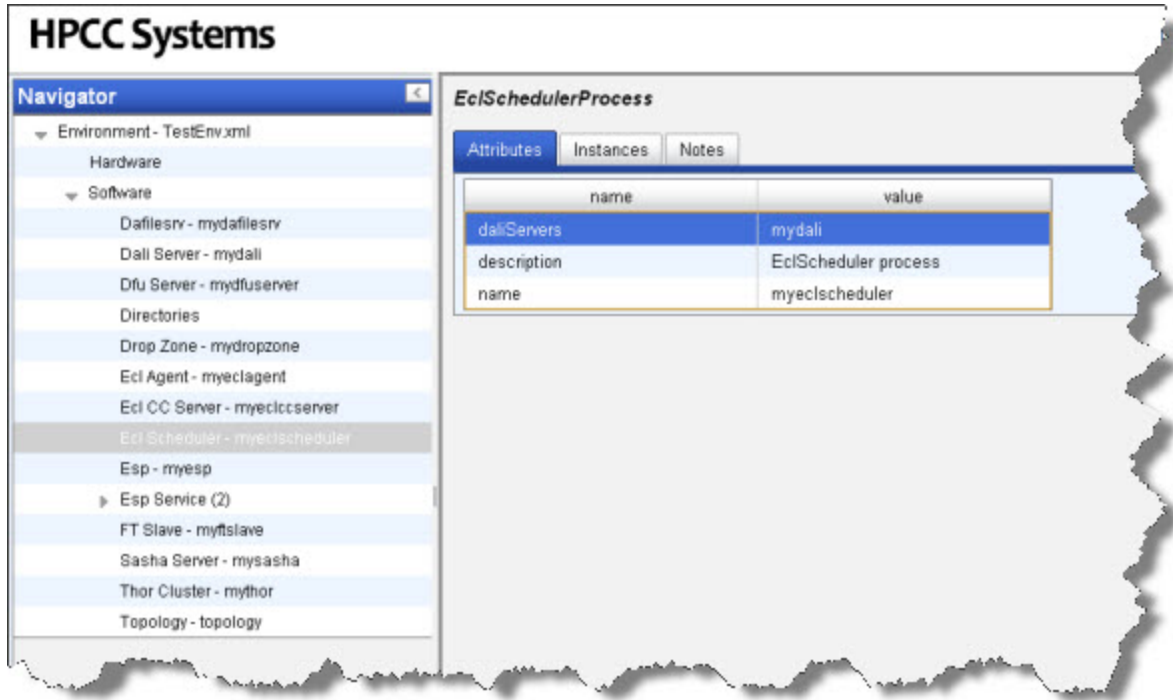 HPCC Systems
Navigator
Environment - TestEnv.xml
Hardware
Software
Dafilesrv - mydafilesrv
Dali Server - mydali
Dfu Server - mydfuserver
Directories
Drop Zone - mydropzone
Ecl Agent - myeclagent
Ecl CC Server - myeclccserver
Ecl Scheduler - myeclscheduler
Esp - myesp
Esp Service (2)
FT Slave - myftslave
Sasha Server - mysasha
Thor Cluster - mythor
Topology - topology
EclSchedulerProcess
Attributes Instances Notes
name value
daliServers mydali
description EclScheduler process
name myeclscheduler